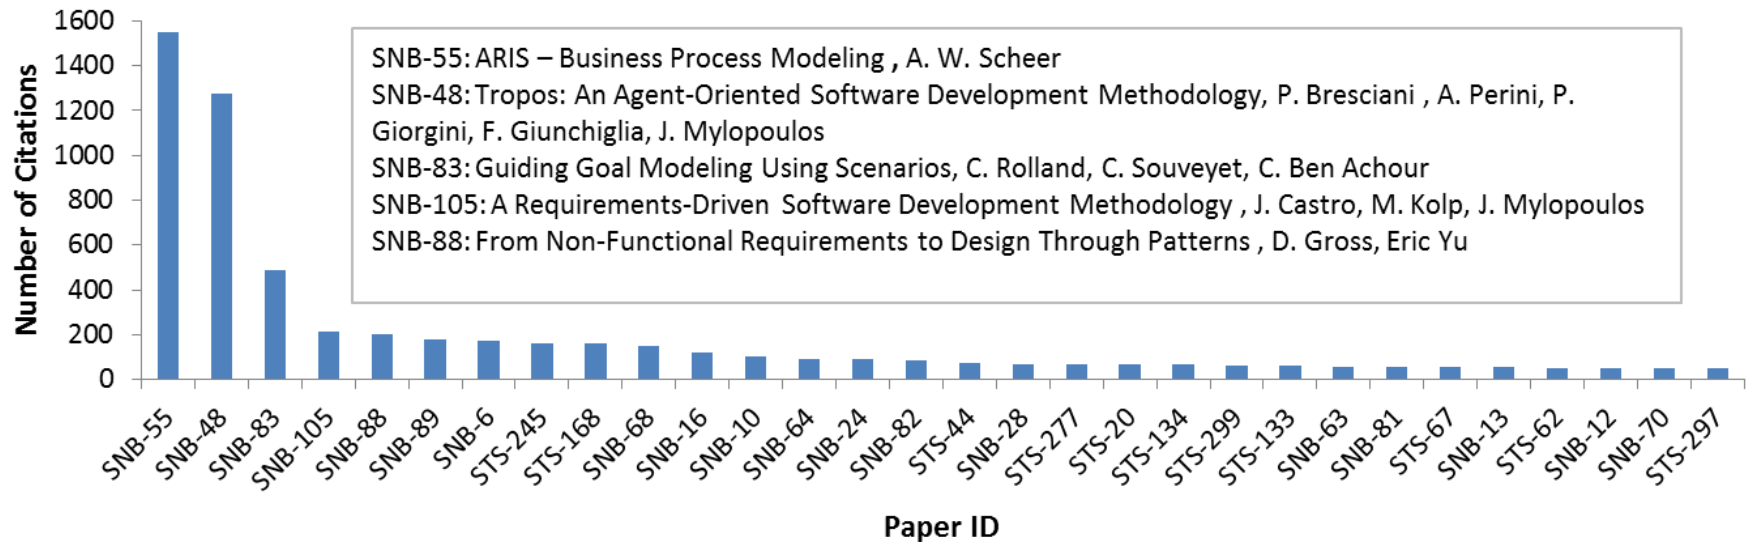 1600
1400
1200
1000
800
600
400
200
0
Number of Citations
SNB-55: ARIS – Business Process Modeling , A. W. Scheer
SNB-48: Tropos: An Agent-Oriented Software Development Methodology, P. Bresciani , A. Perini, P.
Giorgini, F. Giunchiglia, J. Mylopoulos
SNB-83: Guiding Goal Modeling Using Scenarios, C. Rolland, C. Souveyet, C. Ben Achour
SNB-105: A Requirements-Driven Software Development Methodology , J. Castro, M. Kolp, J. Mylopoulos
SNB-88: From Non-Functional Requirements to Design Through Patterns , D. Gross, Eric Yu
SNB-55
SNB-48
SNB-83
SNB-105
SNB-88
SNB-89
SNB-6
STS-245
STS-168
SNB-68
SNB-16
SNB-10
SNB-64
SNB-24
SNB-82
STS-44
SNB-28
STS-277
STS-20
STS-134
STS-299
STS-133
SNB-63
SNB-81
STS-67
SNB-13
STS-62
SNB-12
SNB-70
STS-297
Paper ID